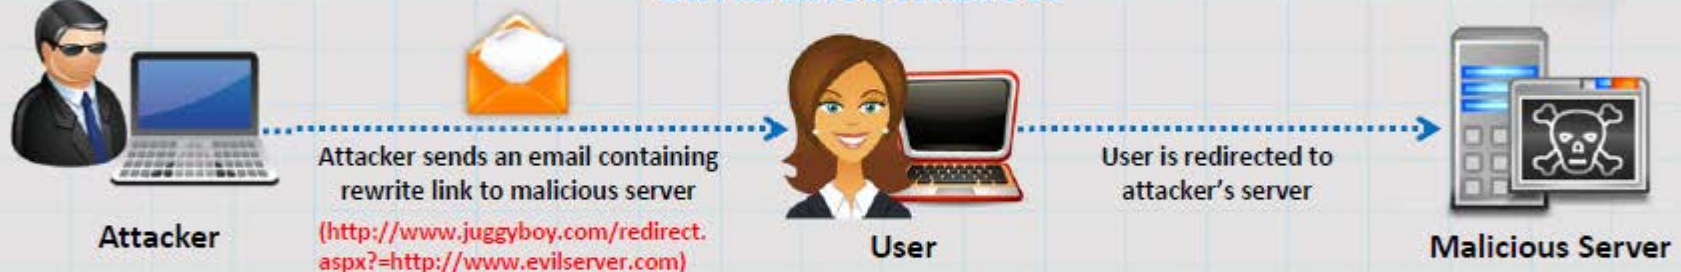 Attacker sends an email containing
rewrite link to malicious server
(http://www.juggyboy.com/redirect.
aspx?=http://www.evilserver.com)
User is redirected to
attacker's server
Attacker
User
Malicious Server